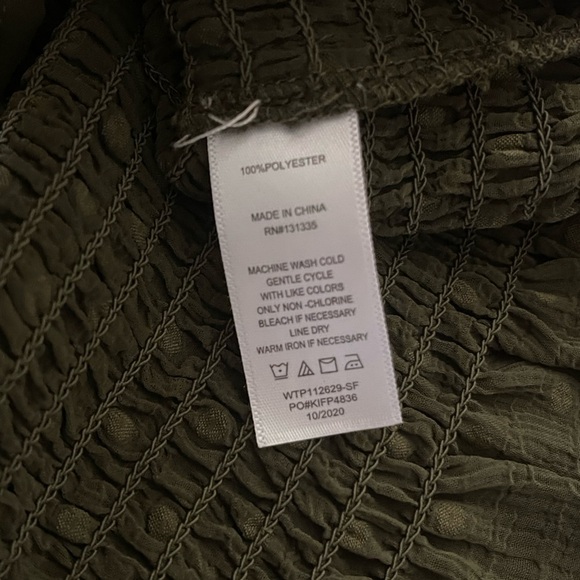 100%POLYESTER
MADE IN CHINA
RN#131335
MACHINE WASH COLD
GENTLE CYCLE
WITH LIKE COLORS
ONLY NON -CHLORINE
BLEACH IF NECESSARY
LINE DRY
WARM IRON IF NECESSARY
WTP112629-SF
PO#KIFP4836
10/2020